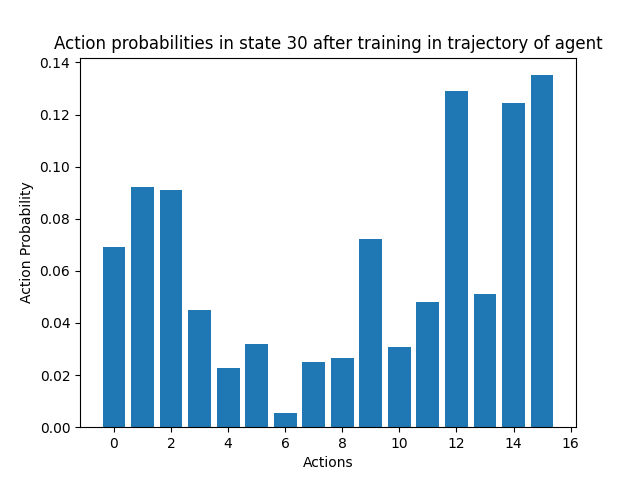 Action probabilities in state 30 after training in trajectory of agent
0.14
0.12
0.10
0.08
0.06
0.04
0.02
0.00
Action Probability
0 2 4 6 8 10 12 14 16
Actions